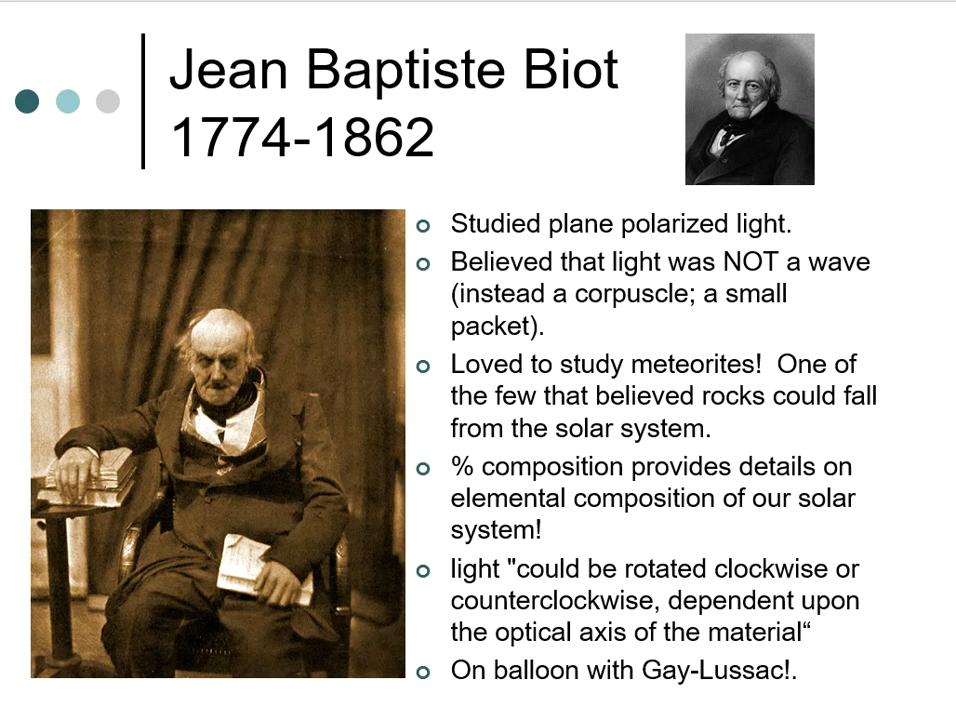 Jean Baptiste Biot
1774-1862
Studied plane polarized light.
Believed that light was NOT a wave
(instead a corpuscle; a small
packet).
Loved to study meteorites!  One of
the few that believed rocks could fall
from the solar system.
% composition provides details on
elemental composition of our solar
system!
light "could be rotated clockwise or
counterclockwise, dependent upon
the optical axis of the material“
On balloon with Gay-Lussac!.